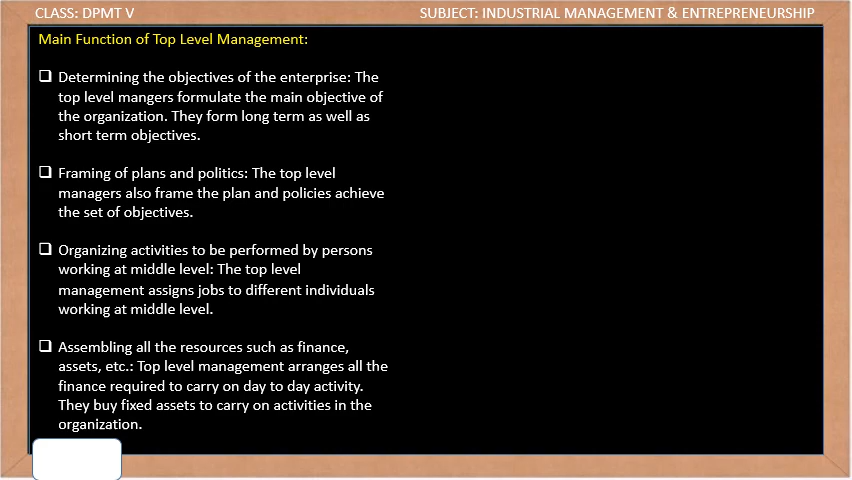 CLASS: DPMT V
SUBJECT: INDUSTRIAL MANAGEMENT & ENTREPRENEURSHIP
Main Function of Top Level Management:
❑ Determining the objectives of the enterprise: The
top level mangers formulate the main objective of
the organization. They form long term as well as
short term objectives.
❑ Framing of plans and politics: The top level
managers also frame the plan and policies achieve
the set of objectives.
❑ Organizing activities to be performed by persons
working at middle level: The top level
management assigns jobs to different individuals
working at middle level.
❑ Assembling all the resources such as finance,
assets, etc.: Top level management arranges all the
finance required to carry on day to day activity.
They buy fixed assets to carry on activities in the
organization.